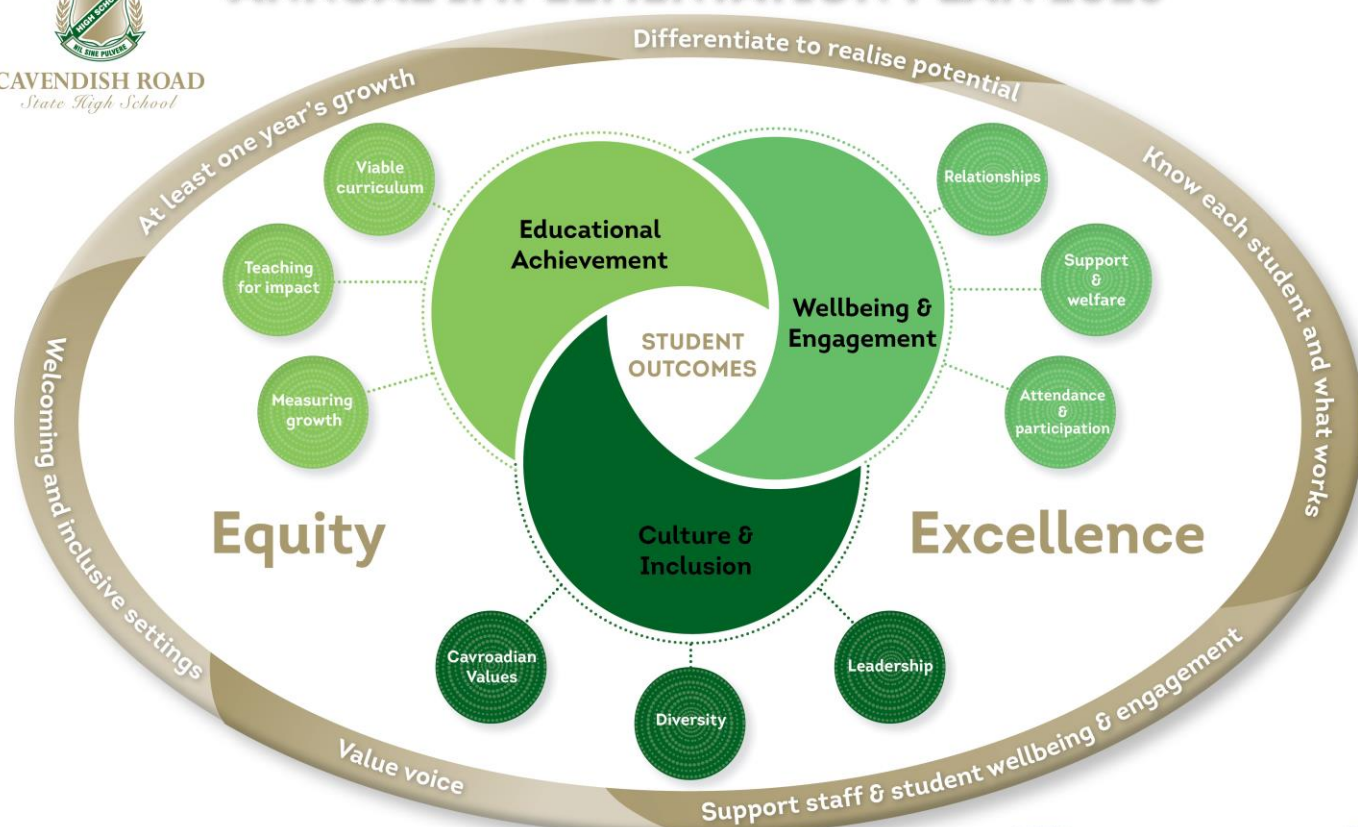 HIGH SCHOOL
NIL SINE PULVERE
CAVENDISH ROAD
State High School
At least one year's growth
Differentiate to realise potential
Know each student and what works
Welcoming and inclusive settings
Value voice
Support staff & student wellbeing & engagement
Viable
curriculum
Teaching
for impact
Measuring
growth
Educational
Achievement
Wellbeing &
Engagement
STUDENT
OUTCOMES
Relationships
Support
&
welfare
Attendance
&
participation
Equity
Excellence
Culture &
Inclusion
Cavroadian
Values
Diversity
Leadership